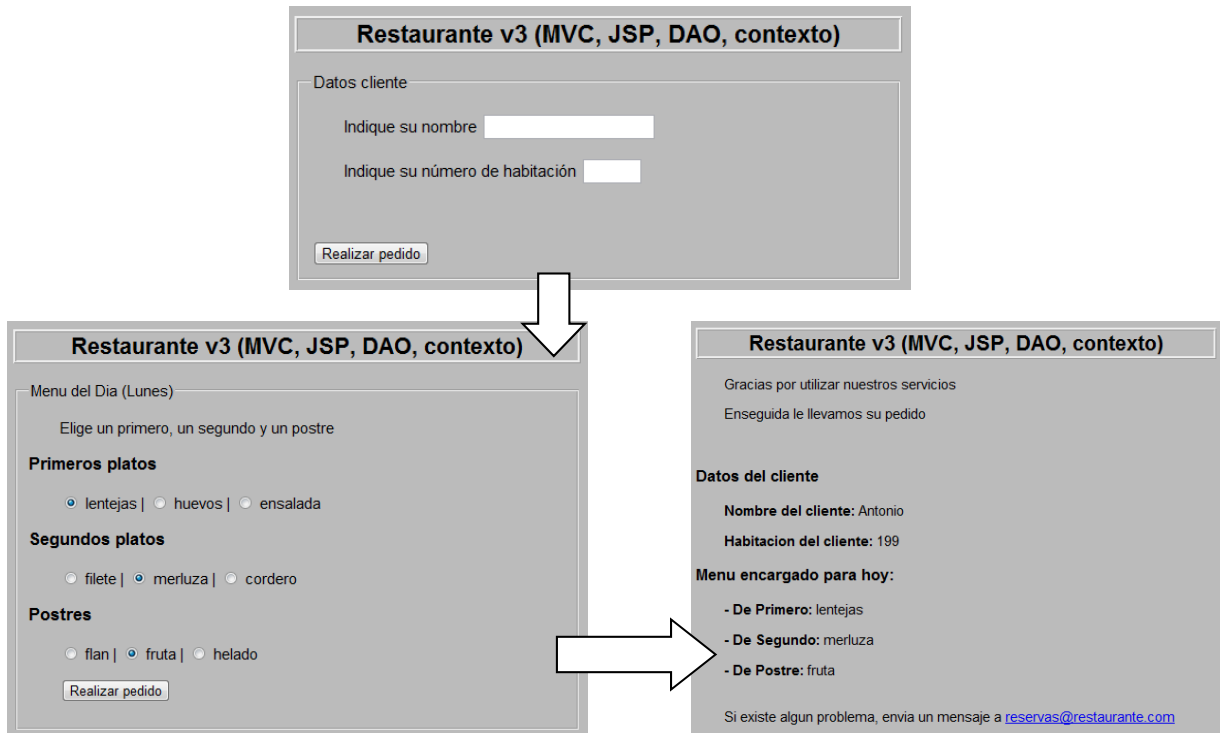 Restaurante v3 (MVC, JSP, DAO, contexto)
Datos cliente
Indique su nombre
Indique su número de habitación
Realizar pedido
Restaurante v3 (MVC, JSP, DAO, contexto)
Menu del Dia (Lunes)
Elige un primero, un segundo y un postre
Primeros platos
lentejas | huevos | ensalada
Segundos platos
filete | merluza | cordero
Postres
flan | fruta | helado
Realizar pedido
Restaurante v3 (MVC, JSP, DAO, contexto)
Gracias por utilizar nuestros servicios
Enseguida le llevamos su pedido
Datos del cliente
Nombre del cliente: Antonio
Habitacion del cliente: 199
Menu encargado para hoy:
- De Primero: lentejas
- De Segundo: merluza
- De Postre: fruta
Si existe algun problema, envia un mensaje a reservas@restaurante.com